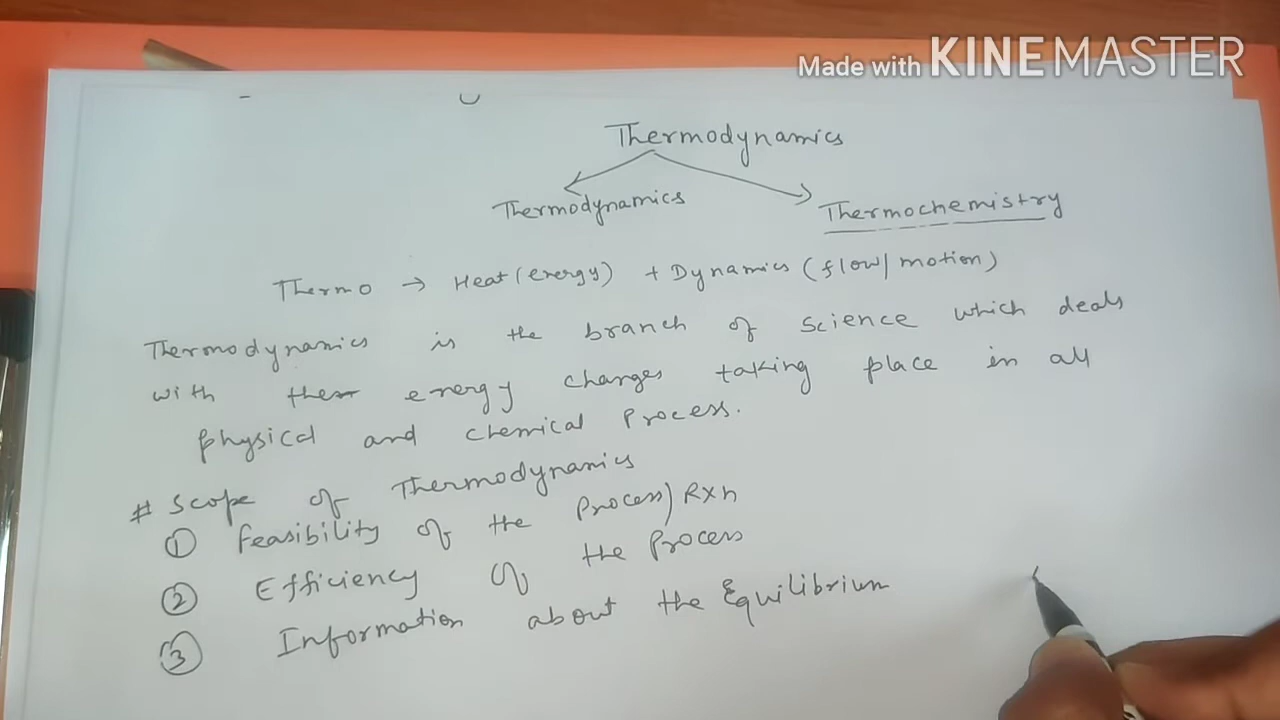 Made with KINEMASTER
Thermodynamics
Thermodynamics Thermochemistry
Thermo → Heat (energy) + Dynamics (flow/motion)
Thermodynamics is the branch of science which deals
with the energy changes taking place in all
physical and chemical Process.
# Scope of Thermodynamics
① Feasibility of the Process/Rxn
② Efficiency of the Process
③ Information about the Equilibrium